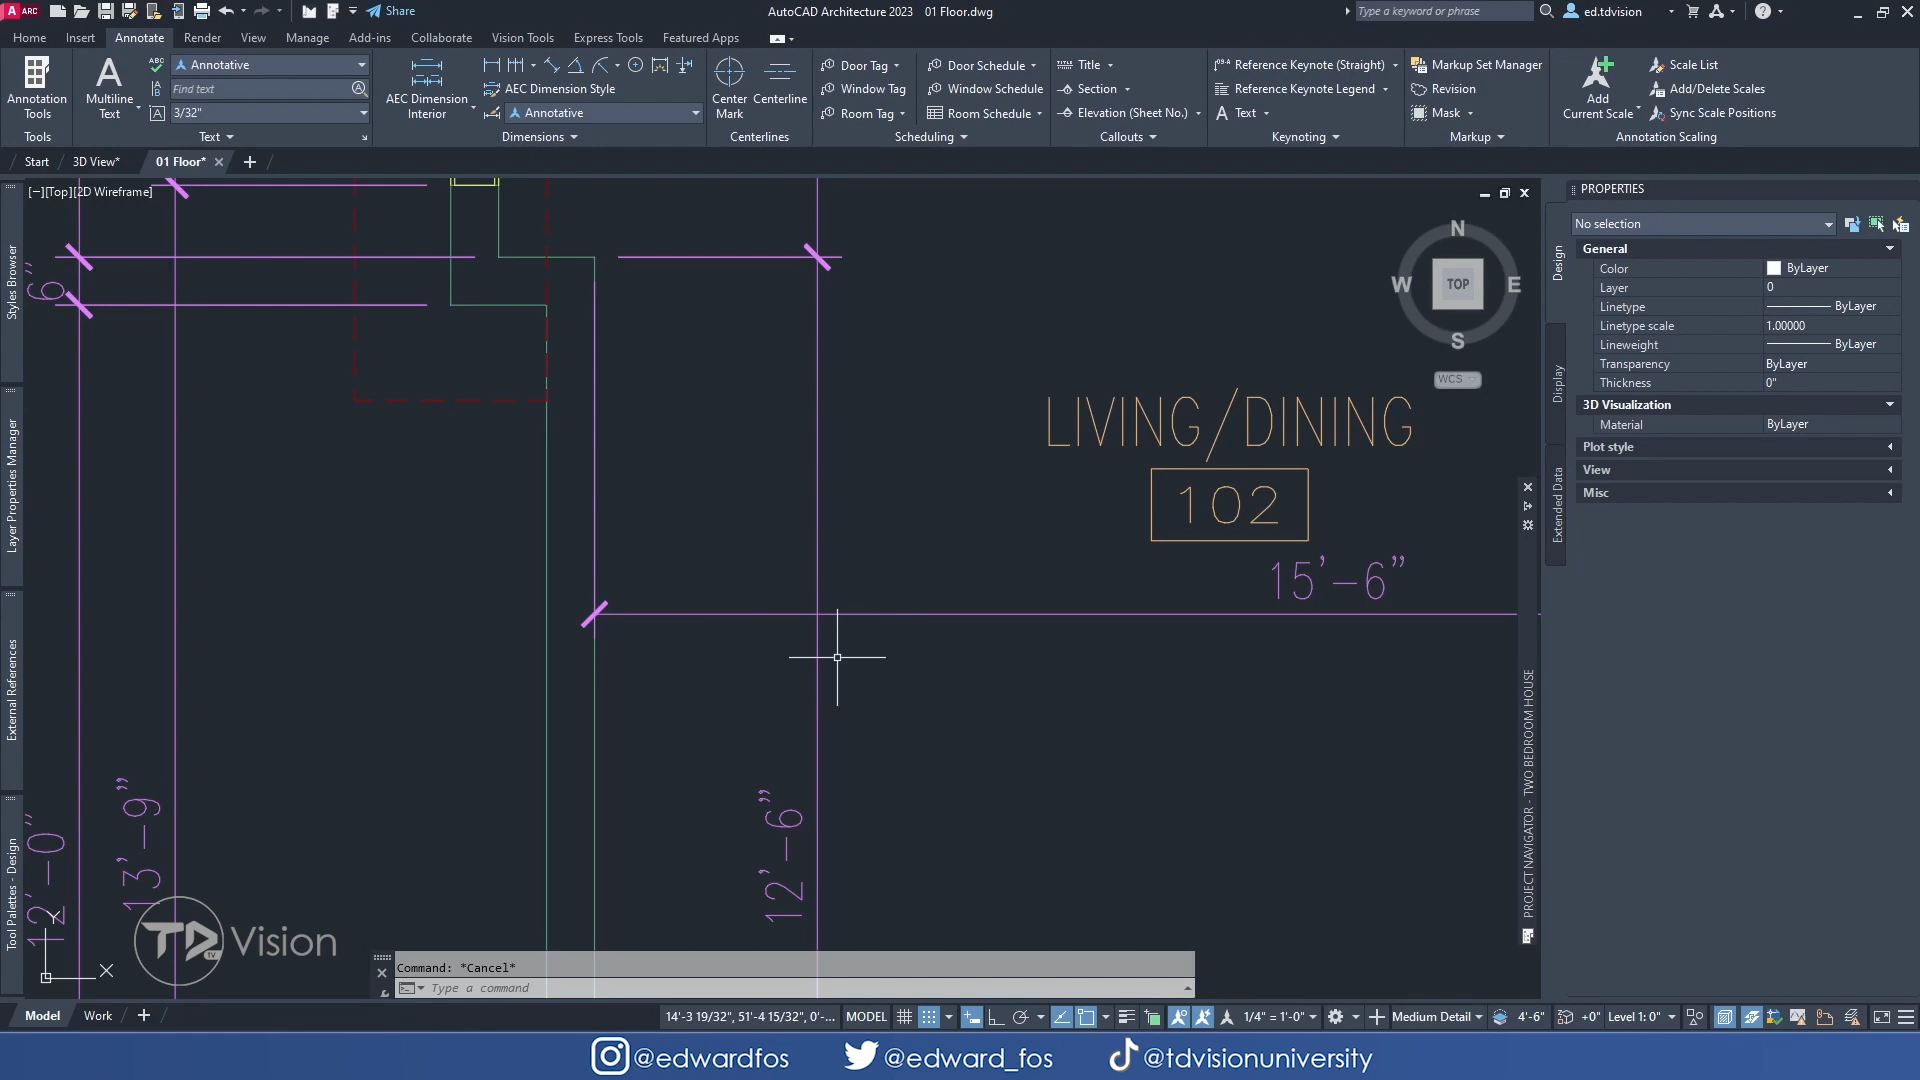 ARC
Share
AutoCAD Architecture 2023 01 Floor.dwg
Type a keyword or phrase
ed.tdvision
Home Insert Annotate Render View Manage Add-ins Collaborate Vision Tools Express Tools Featured Apps
Annotation Tools
Multiline Text
Annotative
Find text
3/32"
AEC Dimension Interior
AEC Dimension Style
Annotative
Center Mark
Centerline
Door Tag
Window Tag
Room Tag
Door Schedule
Window Schedule
Room Schedule
Title
Section
Elevation (Sheet No.)
Reference Keynote (Straight)
Reference Keynote Legend
Text
Markup Set Manager
Revision
Mask
Add Current Scale
Scale List
Add/Delete Scales
Sync Scale Positions
Tools Text Dimensions Centerlines Scheduling Callouts Keynoting Markup Annotation Scaling
Start 3D View* 01 Floor*
[−][Top][2D Wireframe]
N
W TOP E
S
WCS
LIVING/DINING
102
15'-6"
6"
12'-0"
13'-9"
12'-6"
Y
X
TD Vision
TV
Styles Browser
Layer Properties Manager
External References
Tool Palettes - Design
PROJECT NAVIGATOR - TWO BEDROOM HOUSE
Design
Display
Extended Data
PROPERTIES
No selection
General
Color ByLayer
Layer 0
Linetype ByLayer
Linetype scale 1.00000
Lineweight ByLayer
Transparency ByLayer
Thickness 0"
3D Visualization
Material ByLayer
Plot style
View
Misc
Command: *Cancel*
Type a command
Model Work
14'-3 19/32", 51'-4 15/32", 0'-... MODEL 1/4" = 1'-0" Medium Detail 4'-6" +0" Level 1: 0"
@edwardfos @edward_fos @tdvisionuniversity